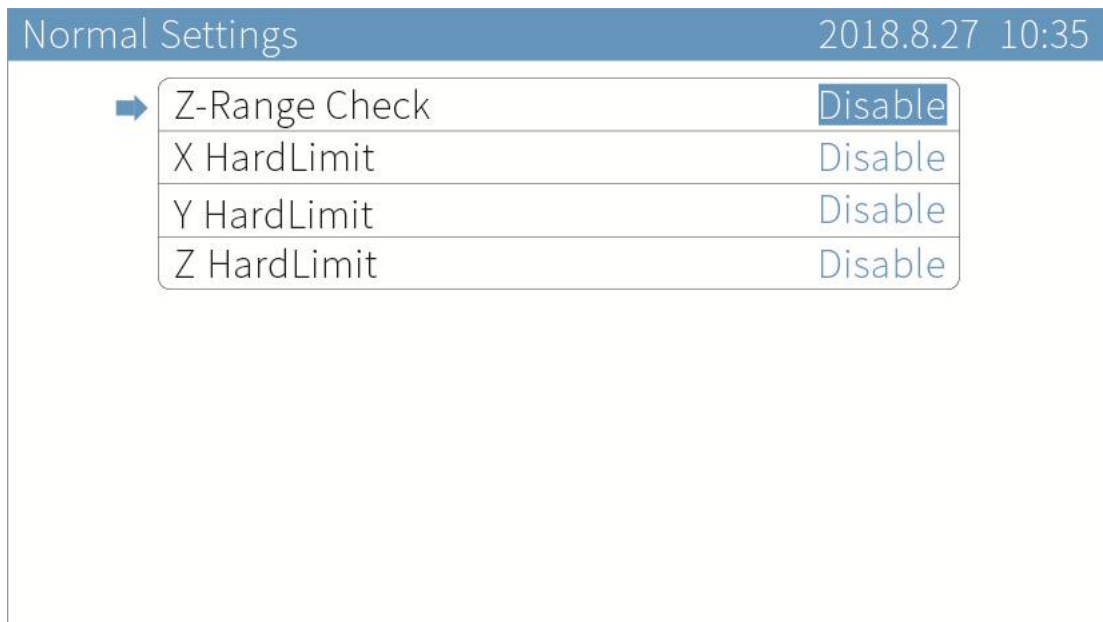 Normal Settings 2018.8.27 10:35
Z-Range Check Disable
X HardLimit Disable
Y HardLimit Disable
Z HardLimit Disable